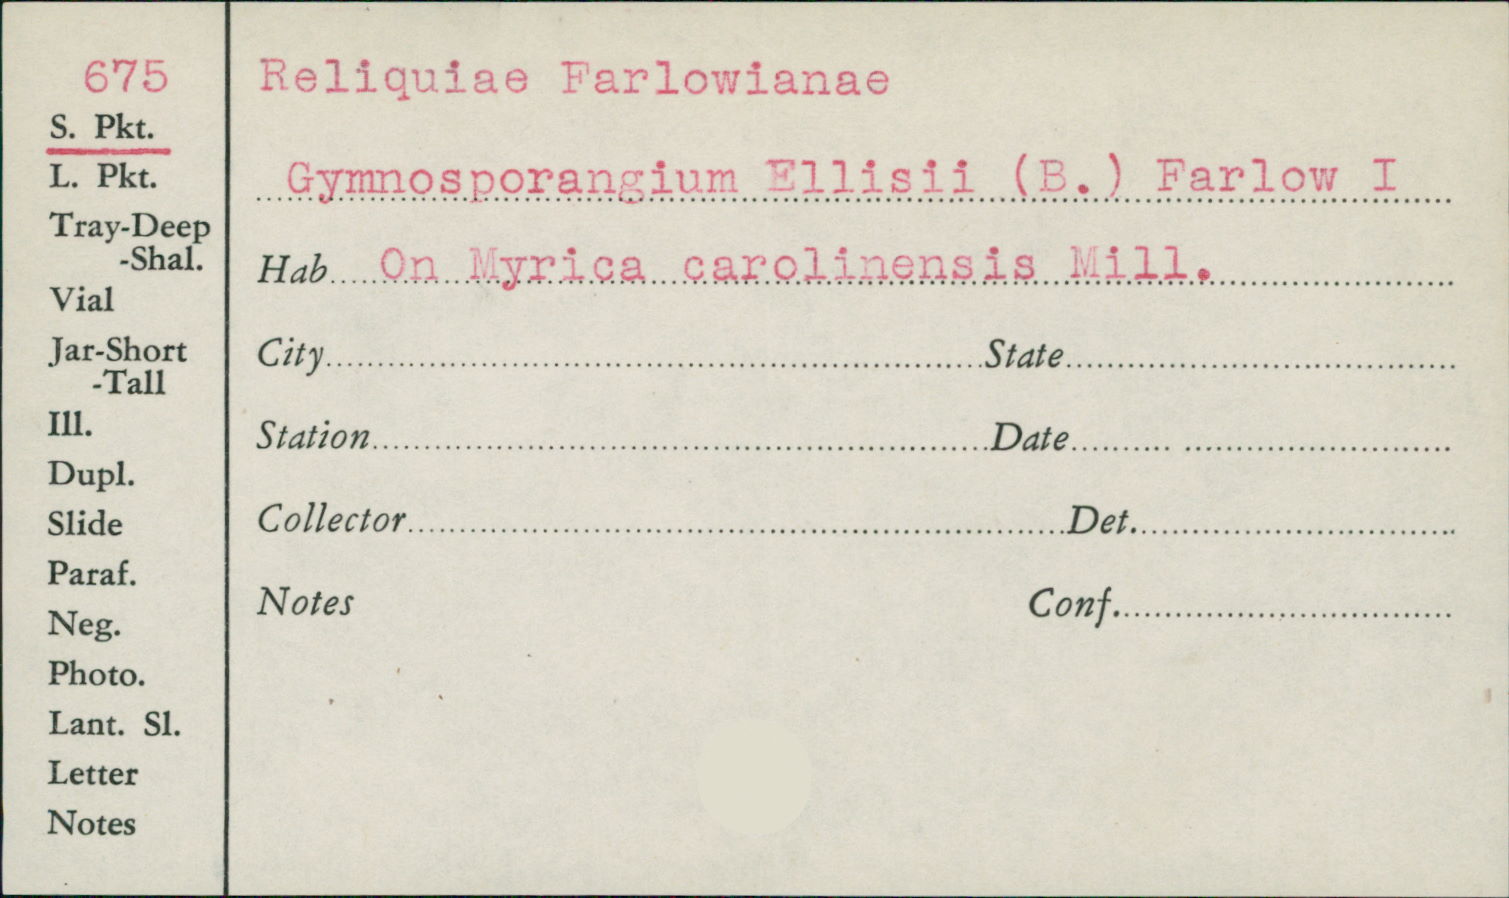 675
S. Pkt.
L. Pkt.
Tray-Deep
-Shal.
Vial
Jar-Short
-Tall
Ill.
Dupl.
Slide
Paraf.
Neg.
Photo.
Lant. Sl.
Letter
Notes
Reliquiae Farlowianae
Gymnosporangium Ellisii (B.) Farlow I
Hab On Myrica carolinensis Mill.
City State
Station Date
Collector Det.
Notes Conf.